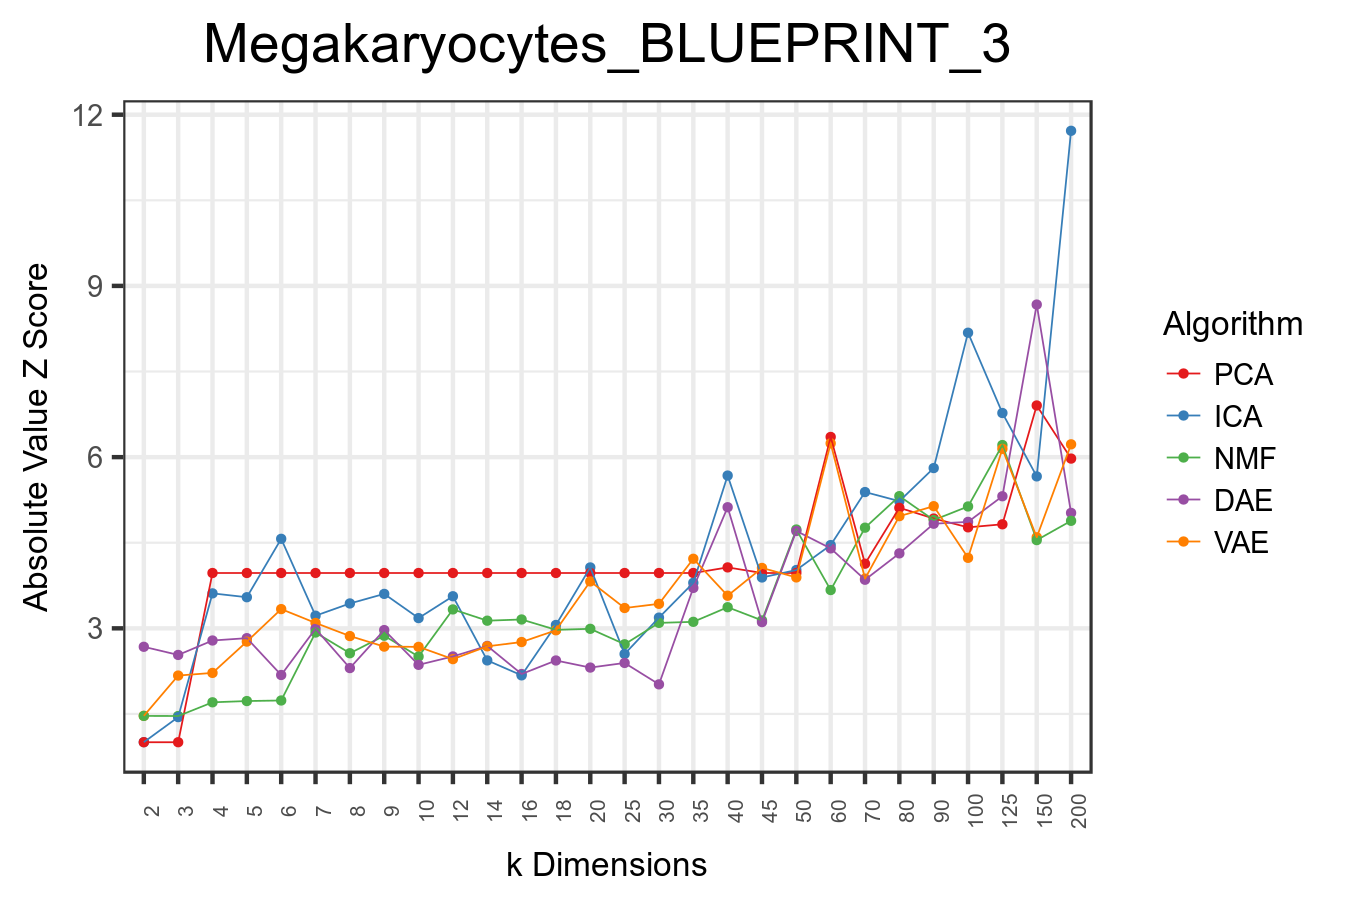 Megakaryocytes_BLUEPRINT_3
12
9
6
3
Absolute Value Z Score
2 3 4 5 6 7 8 9 10 12 14 16 18 20 25 30 35 40 45 50 60 70 80 90 100 125 150 200
k Dimensions
Algorithm
PCA
ICA
NMF
DAE
VAE